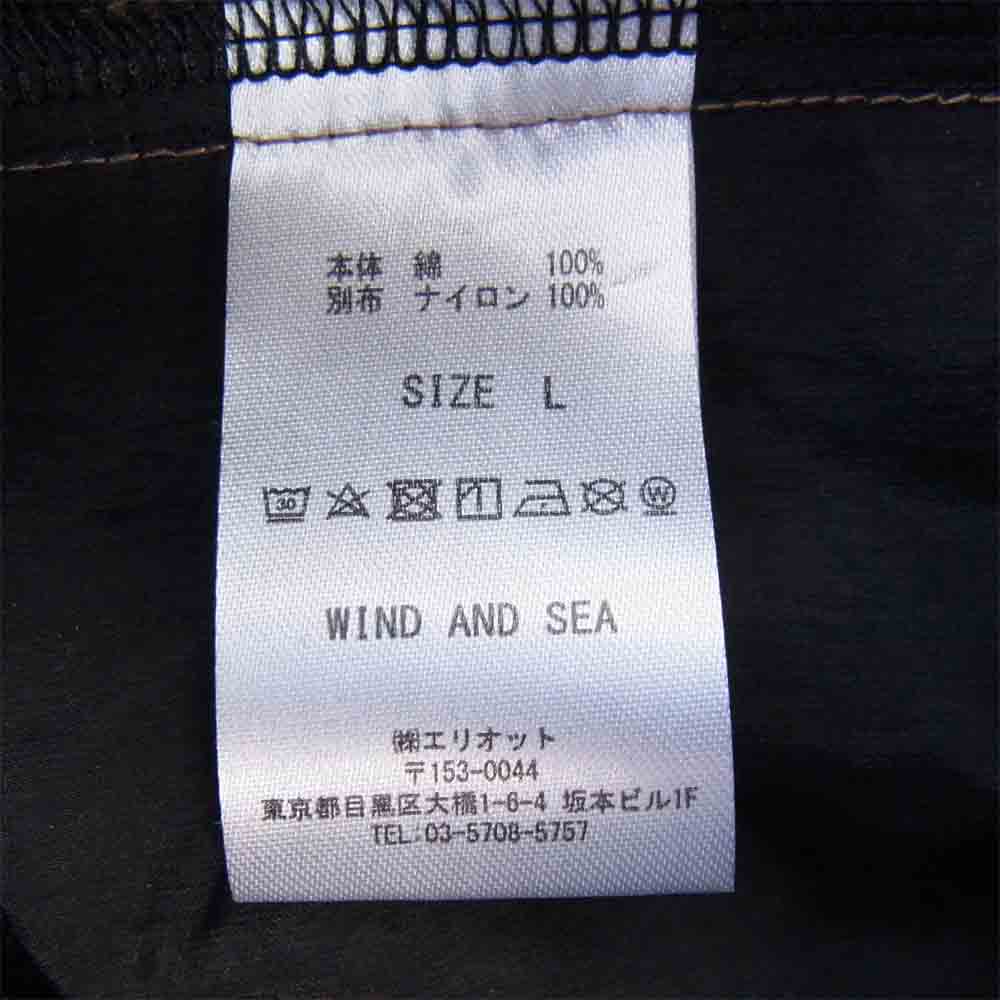 本体 綿 100%
別布 ナイロン 100%
SIZE L
30 1 W
WIND AND SEA
㈱エリオット
〒153-0044
東京都目黒区大橋1-6-4 坂本ビル1F
TEL:03-5708-5757